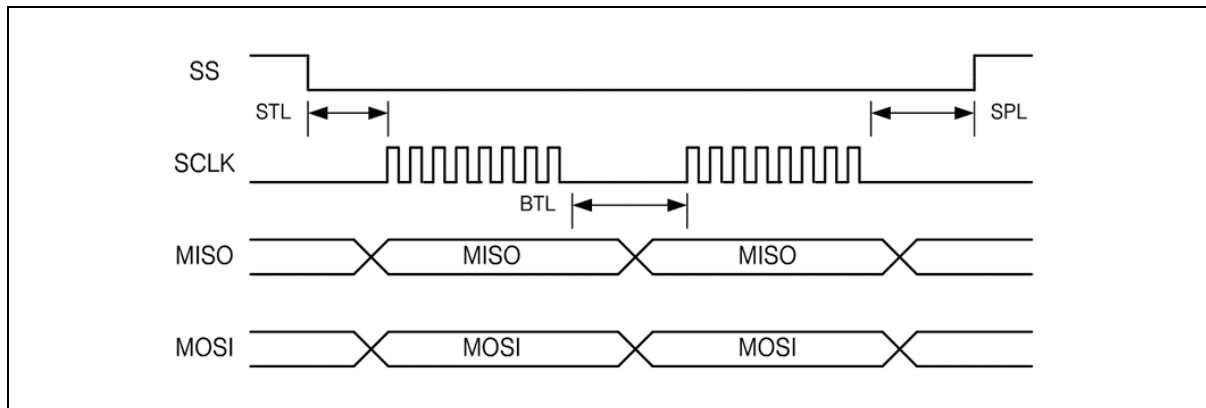 SS
STL
SPL
SCLK
BTL
MISO MISO MISO
MOSI MOSI MOSI